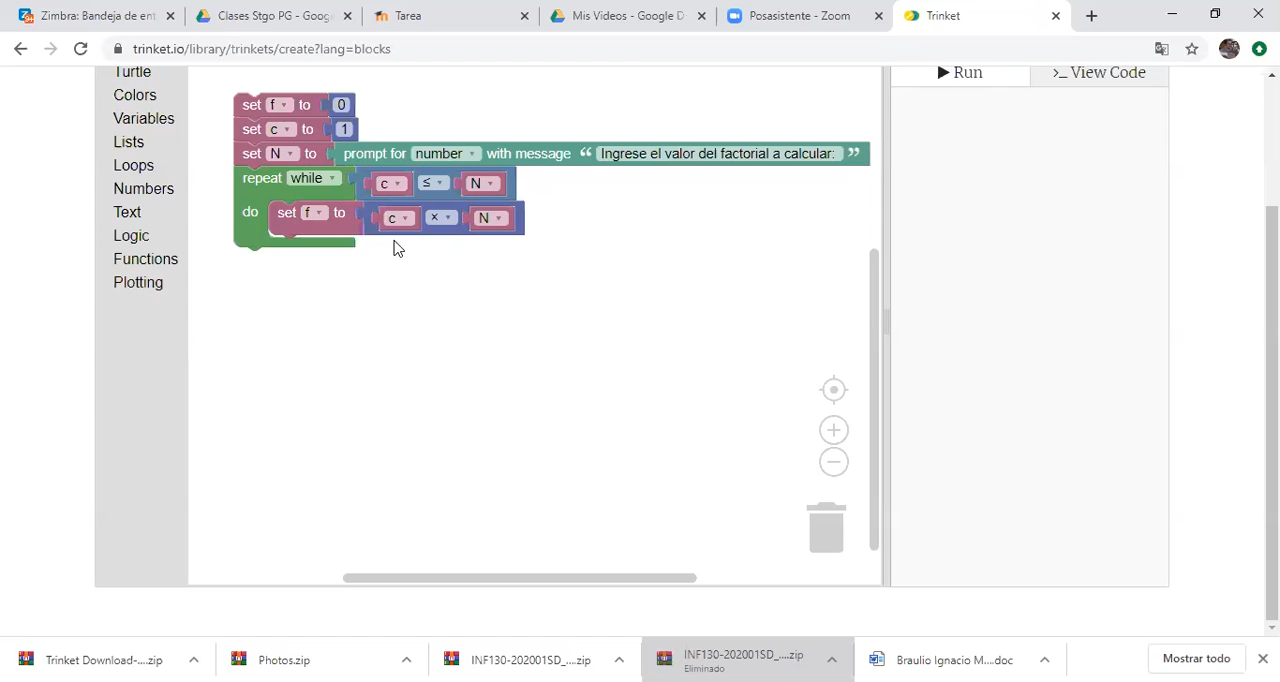 Zimbra: Bandeja de ent
Clases Stgo PG - Goog
Tarea
Mis Videos - Google D
Posasistente - Zoom
Trinket
trinket.io/library/trinkets/create?lang=blocks
Turtle
Colors
Variables
Lists
Loops
Numbers
Text
Logic
Functions
Plotting
set f to 0
set c to 1
set N to prompt for number with message “ Ingrese el valor del factorial a calcular: ”
repeat while c ≤ N
do set f to c × N
Run
>_ View Code
Trinket Download-....zip
Photos.zip
INF130-202001SD_....zip
INF130-202001SD_....zip
Eliminado
Braulio Ignacio M....doc
Mostrar todo